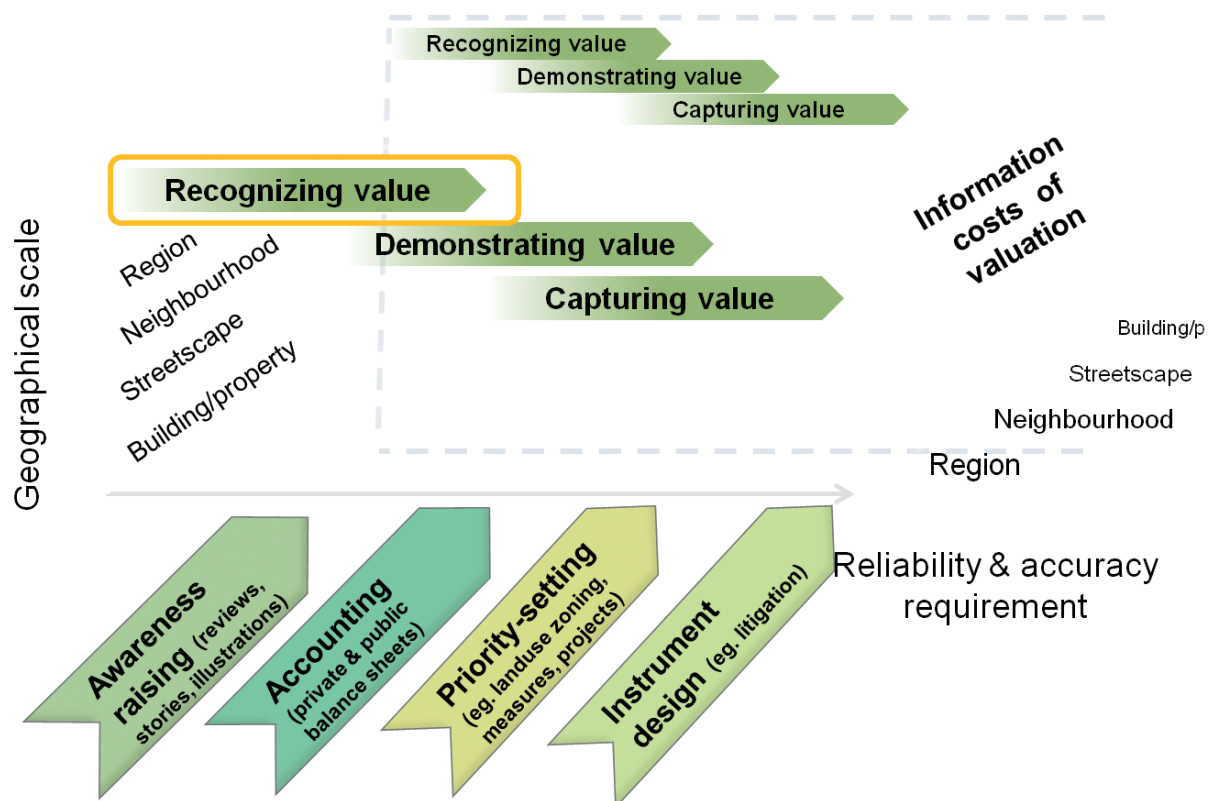 Recognizing value
Demonstrating value
Capturing value
Recognizing value
Demonstrating value
Capturing value
Information
costs of
valuation
Geographical scale
Region
Neighbourhood
Streetscape
Building/property
Building/p
Streetscape
Neighbourhood
Region
Reliability & accuracy
requirement
Awareness
raising (reviews,
stories, illustrations)
Accounting
(private & public
balance sheets)
Priority-setting
(eg. landuse zoning,
measures, projects)
Instrument
design (eg. litigation)